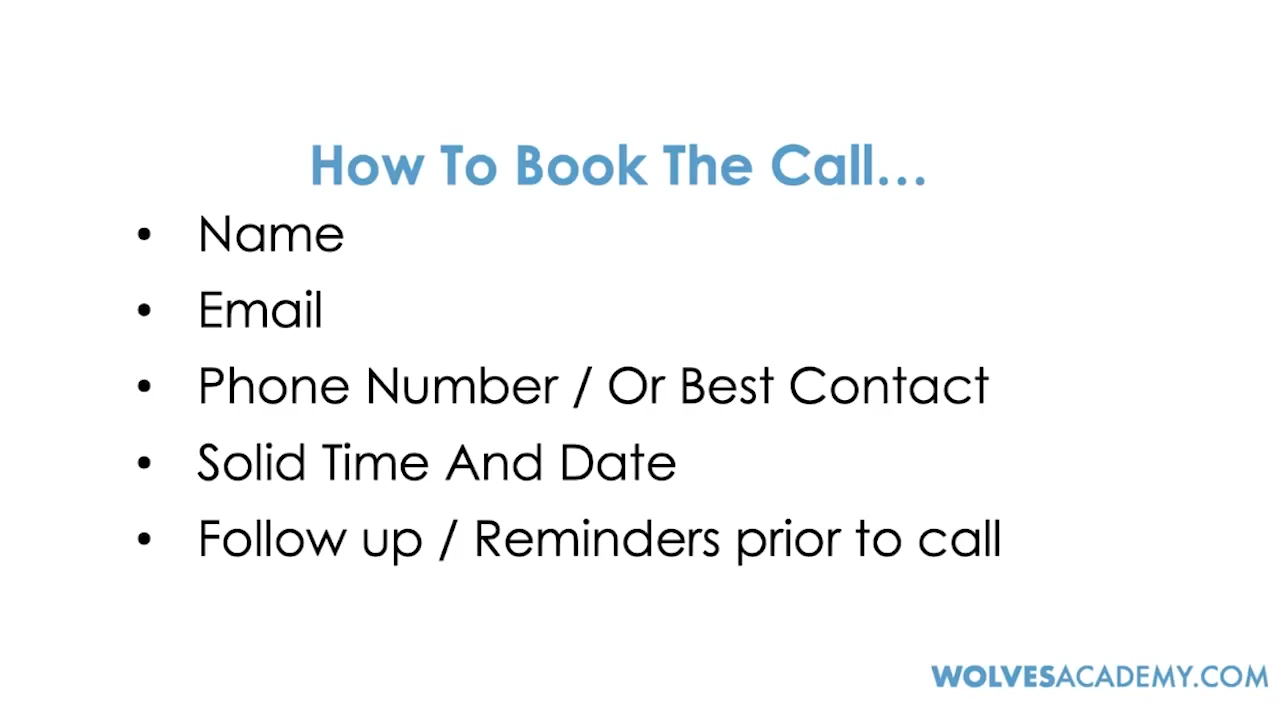 How To Book The Call...
• Name
• Email
• Phone Number / Or Best Contact
• Solid Time And Date
• Follow up / Reminders prior to call
WOLVESACADEMY.COM